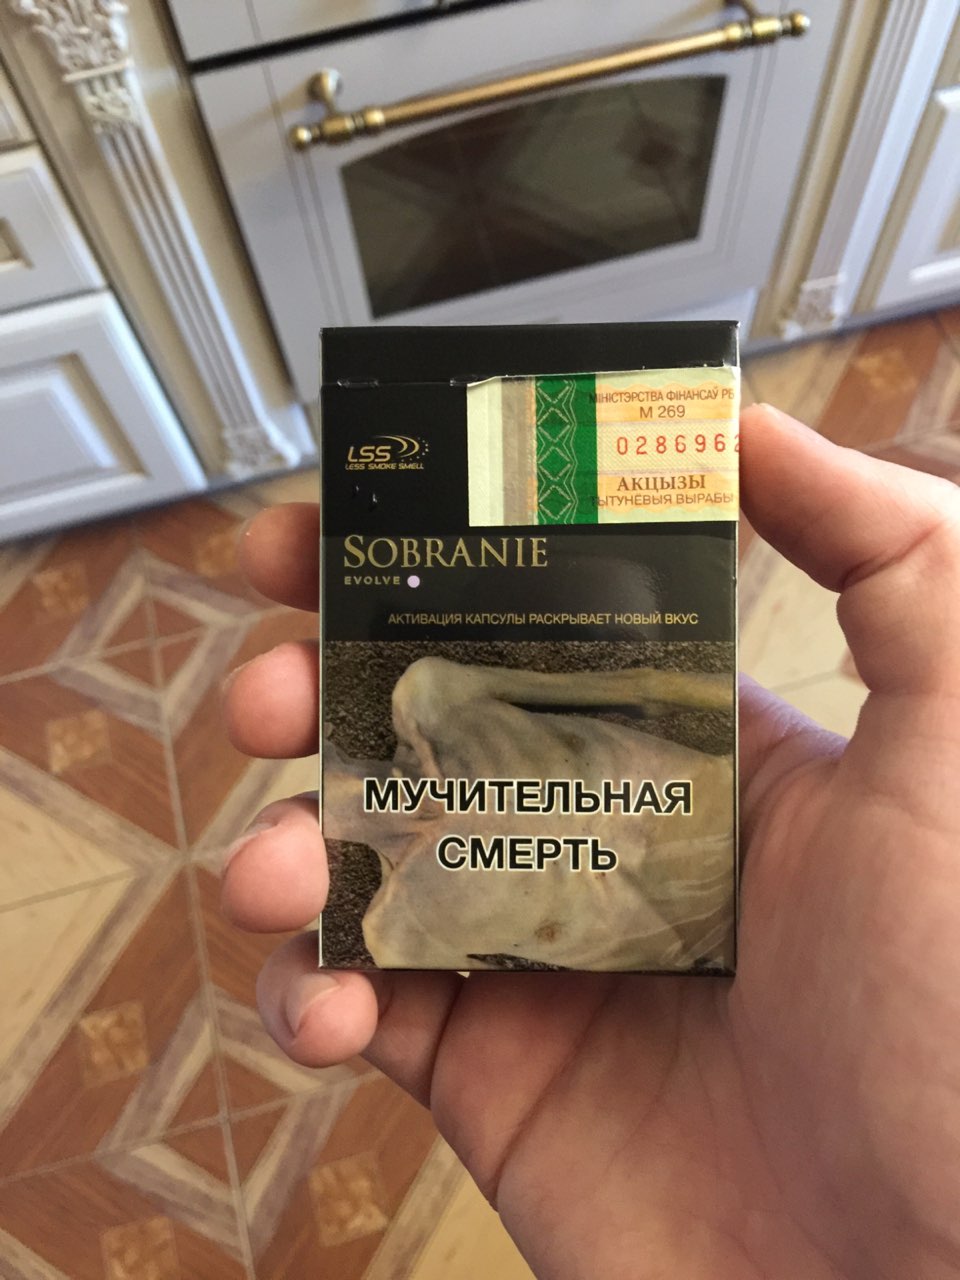 МІНІСТЭРСТВА ФІНАНСАЎ РБ
М 269
0286962
АКЦЫЗЫ
ТЫТУНЁВЫЯ ВЫРАБЫ
LSS
LESS SMOKE SMELL
SOBRANIE
EVOLVE
АКТИВАЦИЯ КАПСУЛЫ РАСКРЫВАЕТ НОВЫЙ ВКУС
МУЧИТЕЛЬНАЯ
СМЕРТЬ